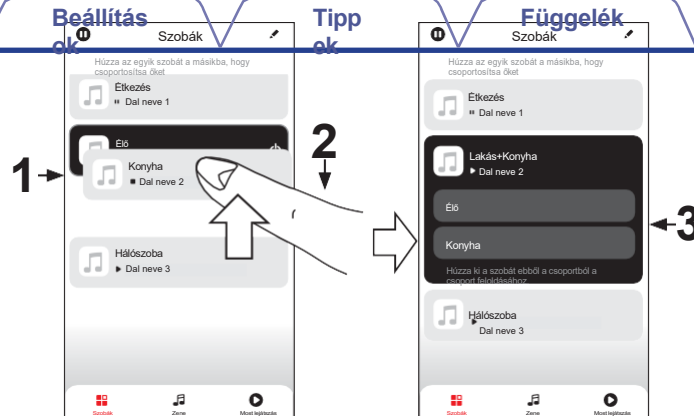 Beállítás
ok
Tipp
ek
Függelék
Szobák
Húzza az egyik szobát a másikba, hogy
csoportosítsa őket
Étkezés
Dal neve 1
Élő
Konyha
Dal neve 2
Hálószoba
Dal neve 3
Szobák
Zene
Most lejátszás
1
2
Szobák
Húzza az egyik szobát a másikba, hogy
csoportosítsa őket
Étkezés
Dal neve 1
Lakás+Konyha
Dal neve 2
Élő
Konyha
Húzza ki a szobát ebből a csoportból a
csoport feloldásához
Hálószoba
Dal neve 3
Szobák
Zene
Most lejátszás
3